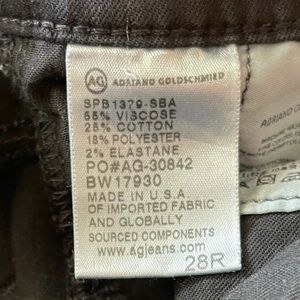 AG ADRIANO GOLDSCHMIED
SPB1379-SBA
55% VISCOSE
25% COTTON
18% POLYESTER
2% ELASTANE
PO#AG-30842
BW17930
MADE IN U.S.A
OF IMPORTED FABRIC
AND GLOBALLY
SOURCED COMPONENTS
www.agjeans.com
28R
ADRIANO